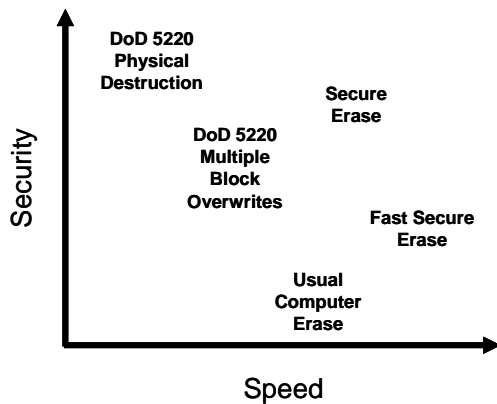 DoD 5220
Physical
Destruction
Secure
Erase
DoD 5220
Multiple
Block
Overwrites
Fast Secure
Erase
Usual
Computer
Erase
Security
Speed